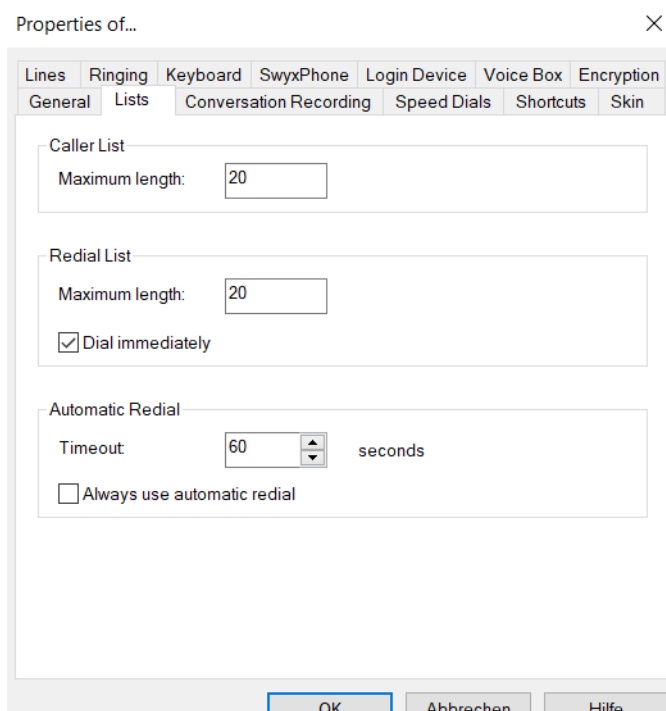 Properties of...
Lines Ringing Keyboard SwyxPhone Login Device Voice Box Encryption
General Lists Conversation Recording Speed Dials Shortcuts Skin
Caller List
Maximum length: 20
Redial List
Maximum length: 20
Dial immediately
Automatic Redial
Timeout: 60 seconds
Always use automatic redial
OK Abbrechen Hilfe